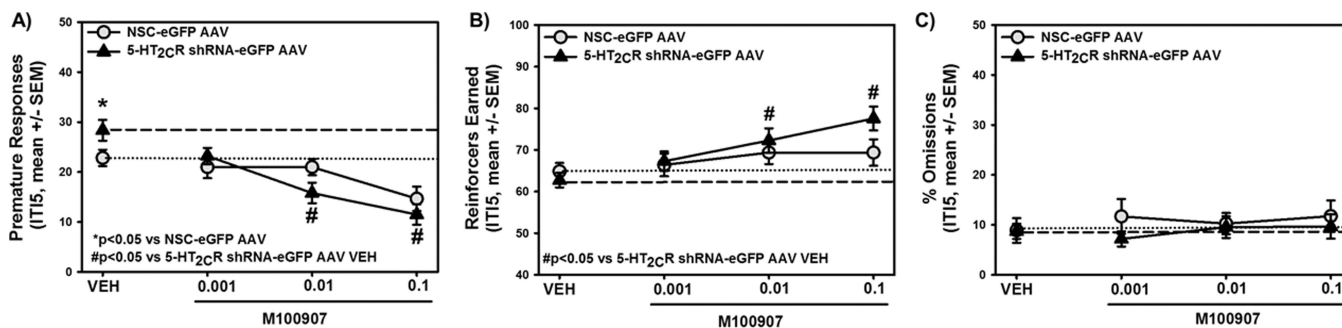 A)
Premature Responses
(ITI5, mean +/- SEM)
50
40
30
20
10
0
NSC-eGFP AAV
5-HT2CR shRNA-eGFP AAV
*
#
#
*p<0.05 vs NSC-eGFP AAV
#p<0.05 vs 5-HT2CR shRNA-eGFP AAV VEH
VEH
0.001
0.01
0.1
M100907
B)
Reinforcers Earned
(ITI5, mean +/- SEM)
100
90
80
70
60
50
40
NSC-eGFP AAV
5-HT2CR shRNA-eGFP AAV
#
#
#p<0.05 vs 5-HT2CR shRNA-eGFP AAV VEH
VEH
0.001
0.01
0.1
M100907
C)
% Omissions
(ITI5, mean +/- SEM)
50
40
30
20
10
0
NSC-eGFP AAV
5-HT2CR shRNA-eGFP AAV
VEH
0.001
0.01
0.1
M100907